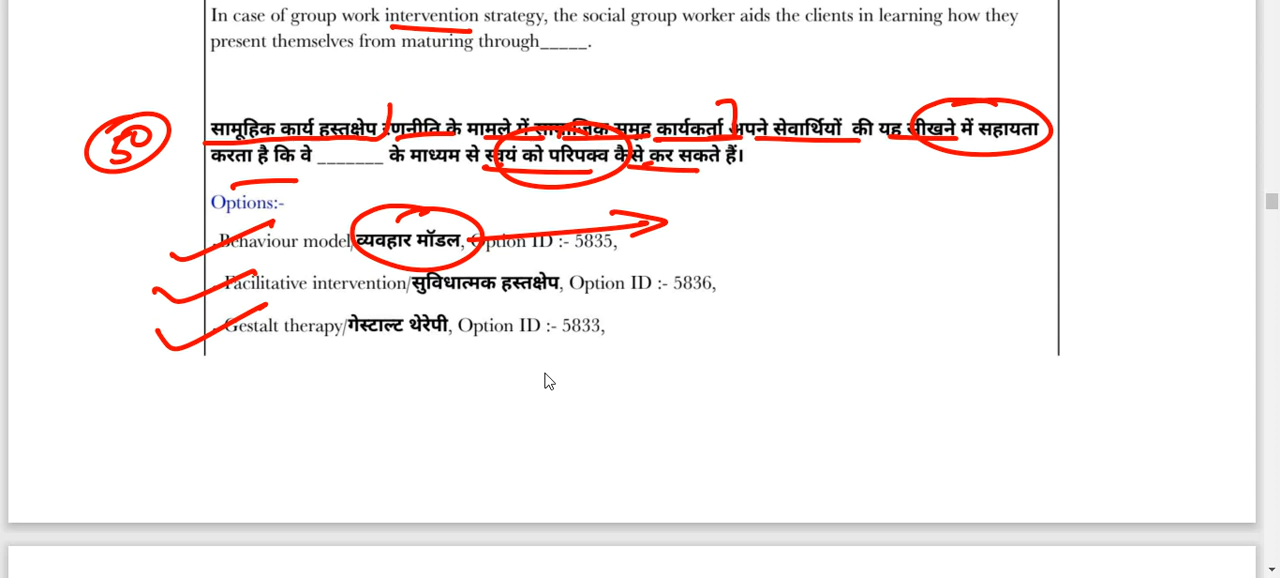 In case of group work intervention strategy, the social group worker aids the clients in learning how they
present themselves from maturing through_____.
50
सामूहिक कार्य हस्तक्षेप रणनीति के मामले में सामाजिक समूह कार्यकर्ता अपने सेवार्थियों की यह सीखने में सहायता
करता है कि वे _______ के माध्यम से स्वयं को परिपक्व कैसे कर सकते हैं।
Options:-
Behaviour model/व्यवहार मॉडल, Option ID :- 5835,
Facilitative intervention/सुविधात्मक हस्तक्षेप, Option ID :- 5836,
Gestalt therapy/गेस्टाल्ट थेरेपी, Option ID :- 5833,